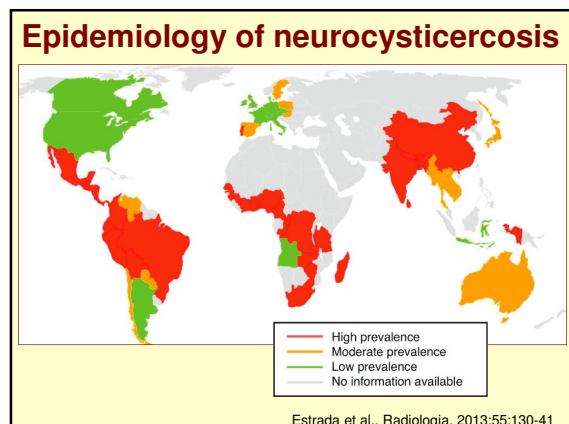 Epidemiology of neurocysticercosis
High prevalence
Moderate prevalence
Low prevalence
No information available
Estrada et al., Radiologia, 2013;55:130-41